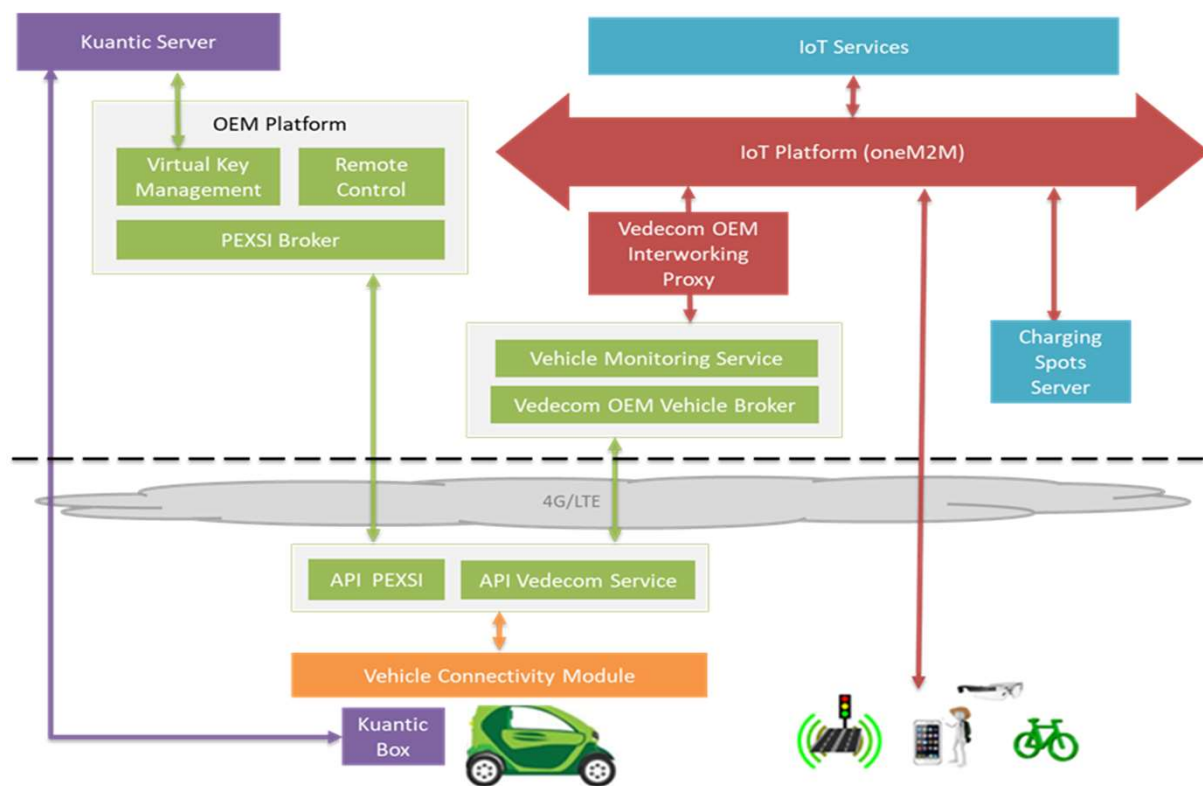 Kuantic Server
IoT Services
OEM Platform
Virtual Key
Management
Remote
Control
PEXSI Broker
IoT Platform (oneM2M)
Vedecom OEM
Interworking
Proxy
Vehicle Monitoring Service
Vedecom OEM Vehicle Broker
Charging
Spots
Server
4G/LTE
API PEXSI
API Vedecom Service
Vehicle Connectivity Module
Kuantic
Box